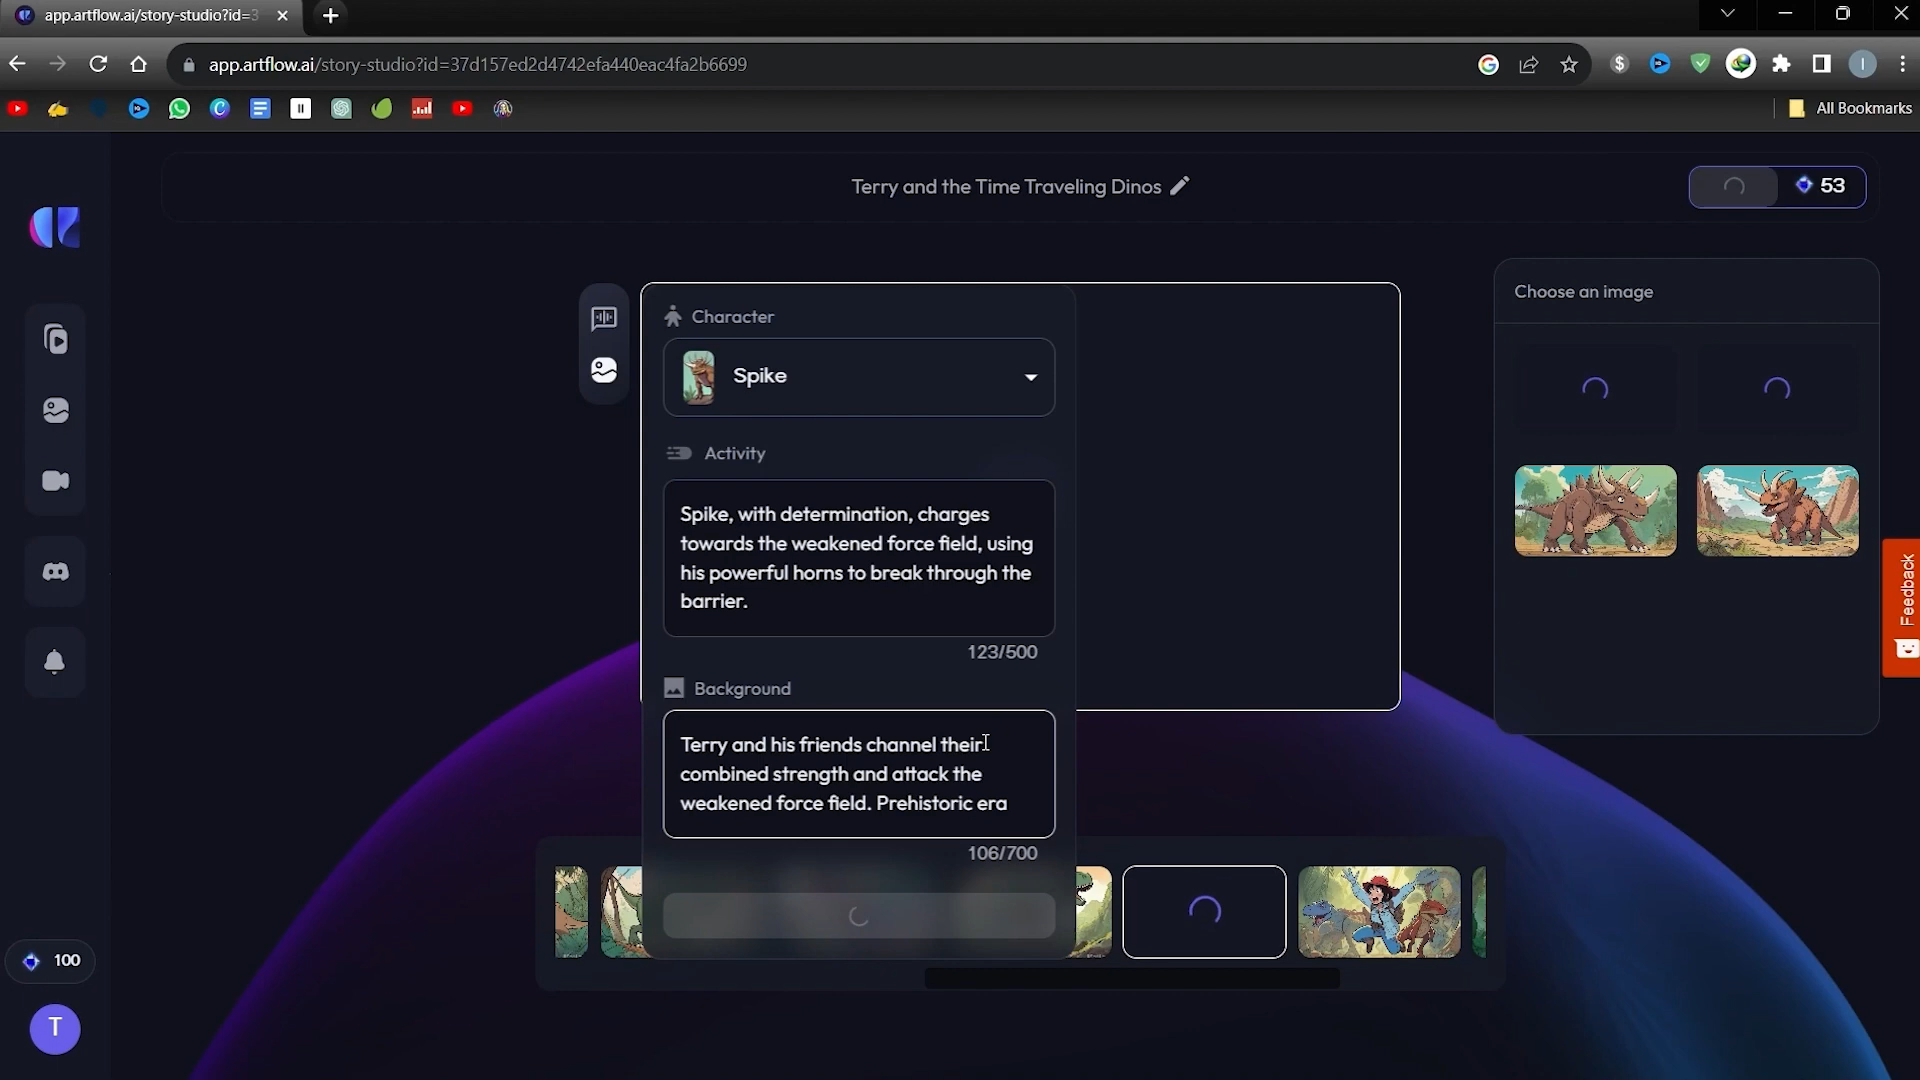 app.artflow.ai/story-studio?id=3
app.artflow.ai/story-studio?id=37d157ed2d4742efa440eac4fa2b6699
All Bookmarks
Terry and the Time Traveling Dinos
53
Choose an image
Character
Spike
Activity
Spike, with determination, charges
towards the weakened force field, using
his powerful horns to break through the
barrier.
123/500
Background
Terry and his friends channel their
combined strength and attack the
weakened force field. Prehistoric era
106/700
Feedback
100
T